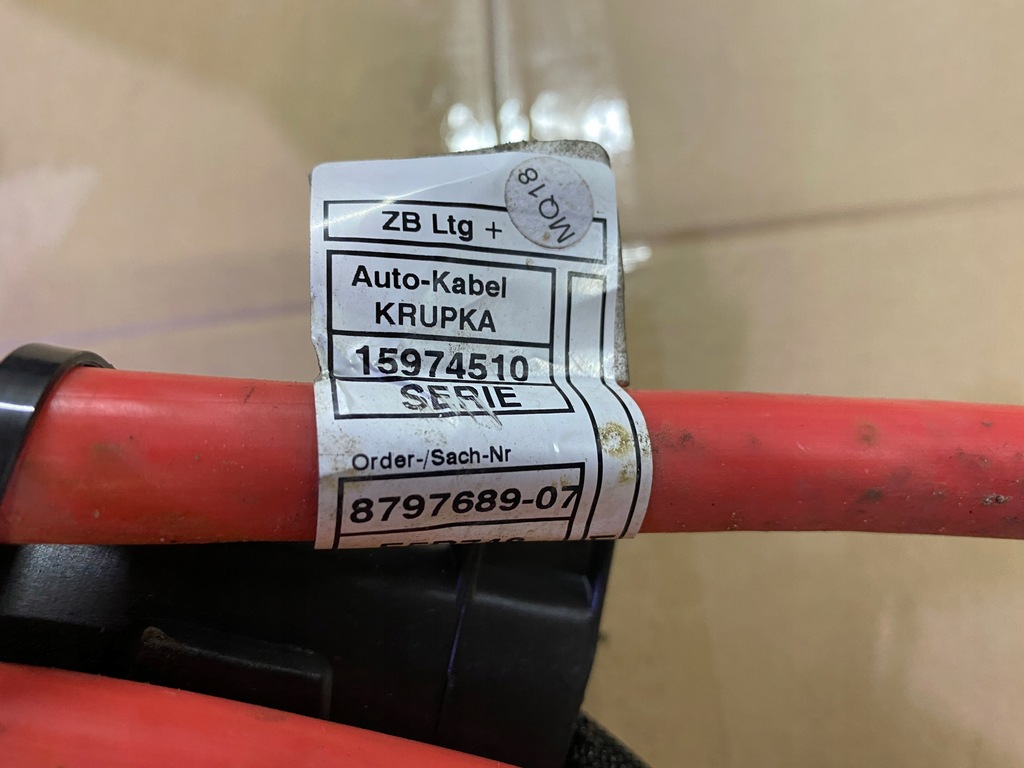 MQ18
ZB Ltg +
Auto-Kabel
KRUPKA
15974510
SERIE
Order-/Sach-Nr
8797689-07